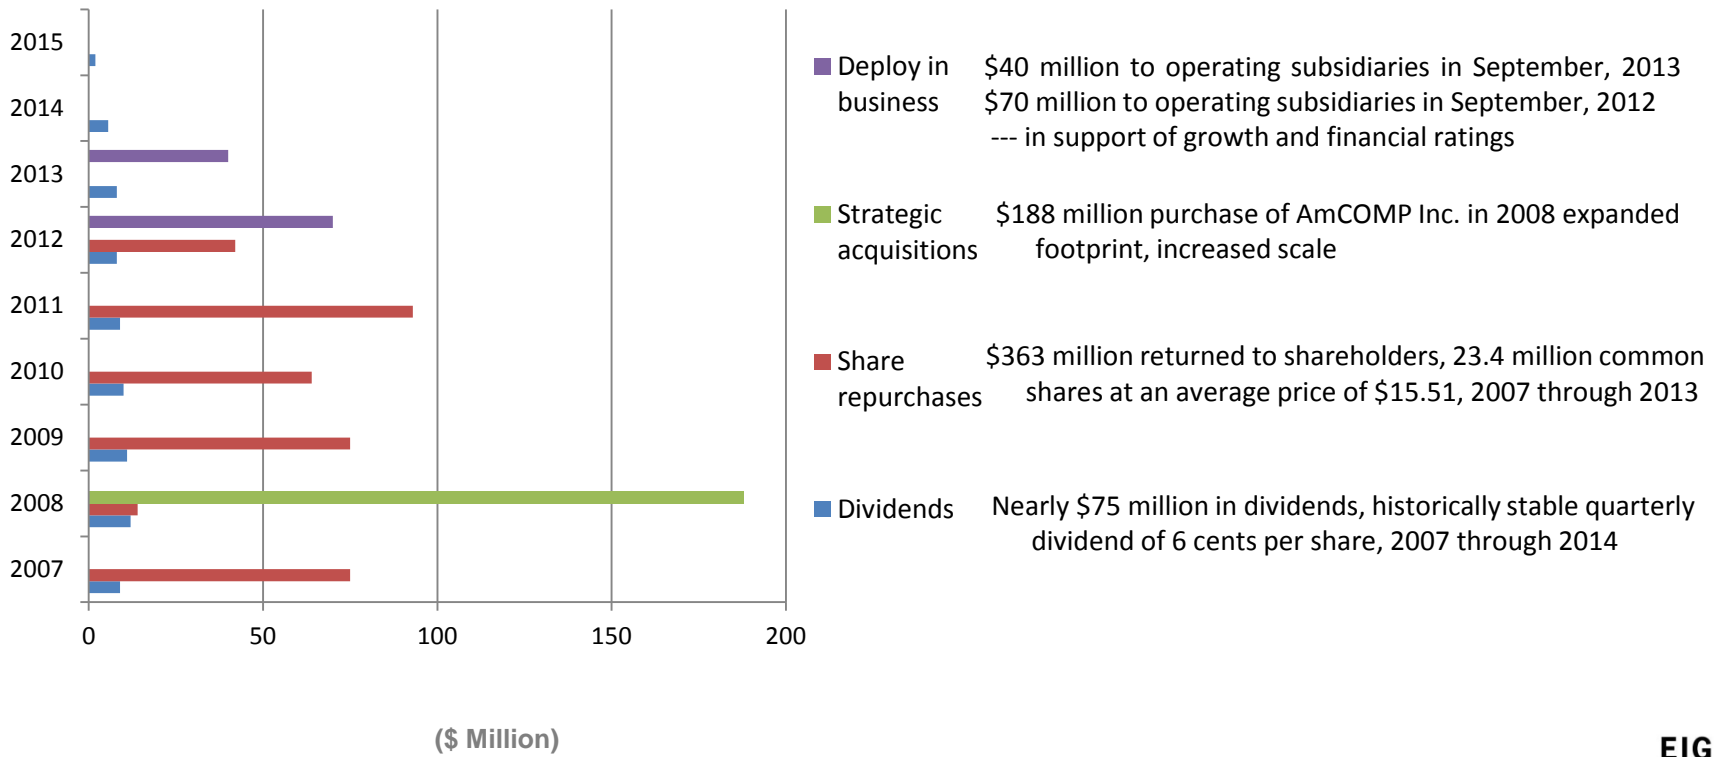 2015
2014
2013
2012
2011
2010
2009
2008
2007
0 50 100 150 200
($ Million)
Deploy in $40 million to operating subsidiaries in September, 2013
business $70 million to operating subsidiaries in September, 2012
--- in support of growth and financial ratings
Strategic $188 million purchase of AmCOMP Inc. in 2008 expanded
acquisitions footprint, increased scale
Share $363 million returned to shareholders, 23.4 million common
repurchases shares at an average price of $15.51, 2007 through 2013
Dividends Nearly $75 million in dividends, historically stable quarterly
dividend of 6 cents per share, 2007 through 2014
EIG